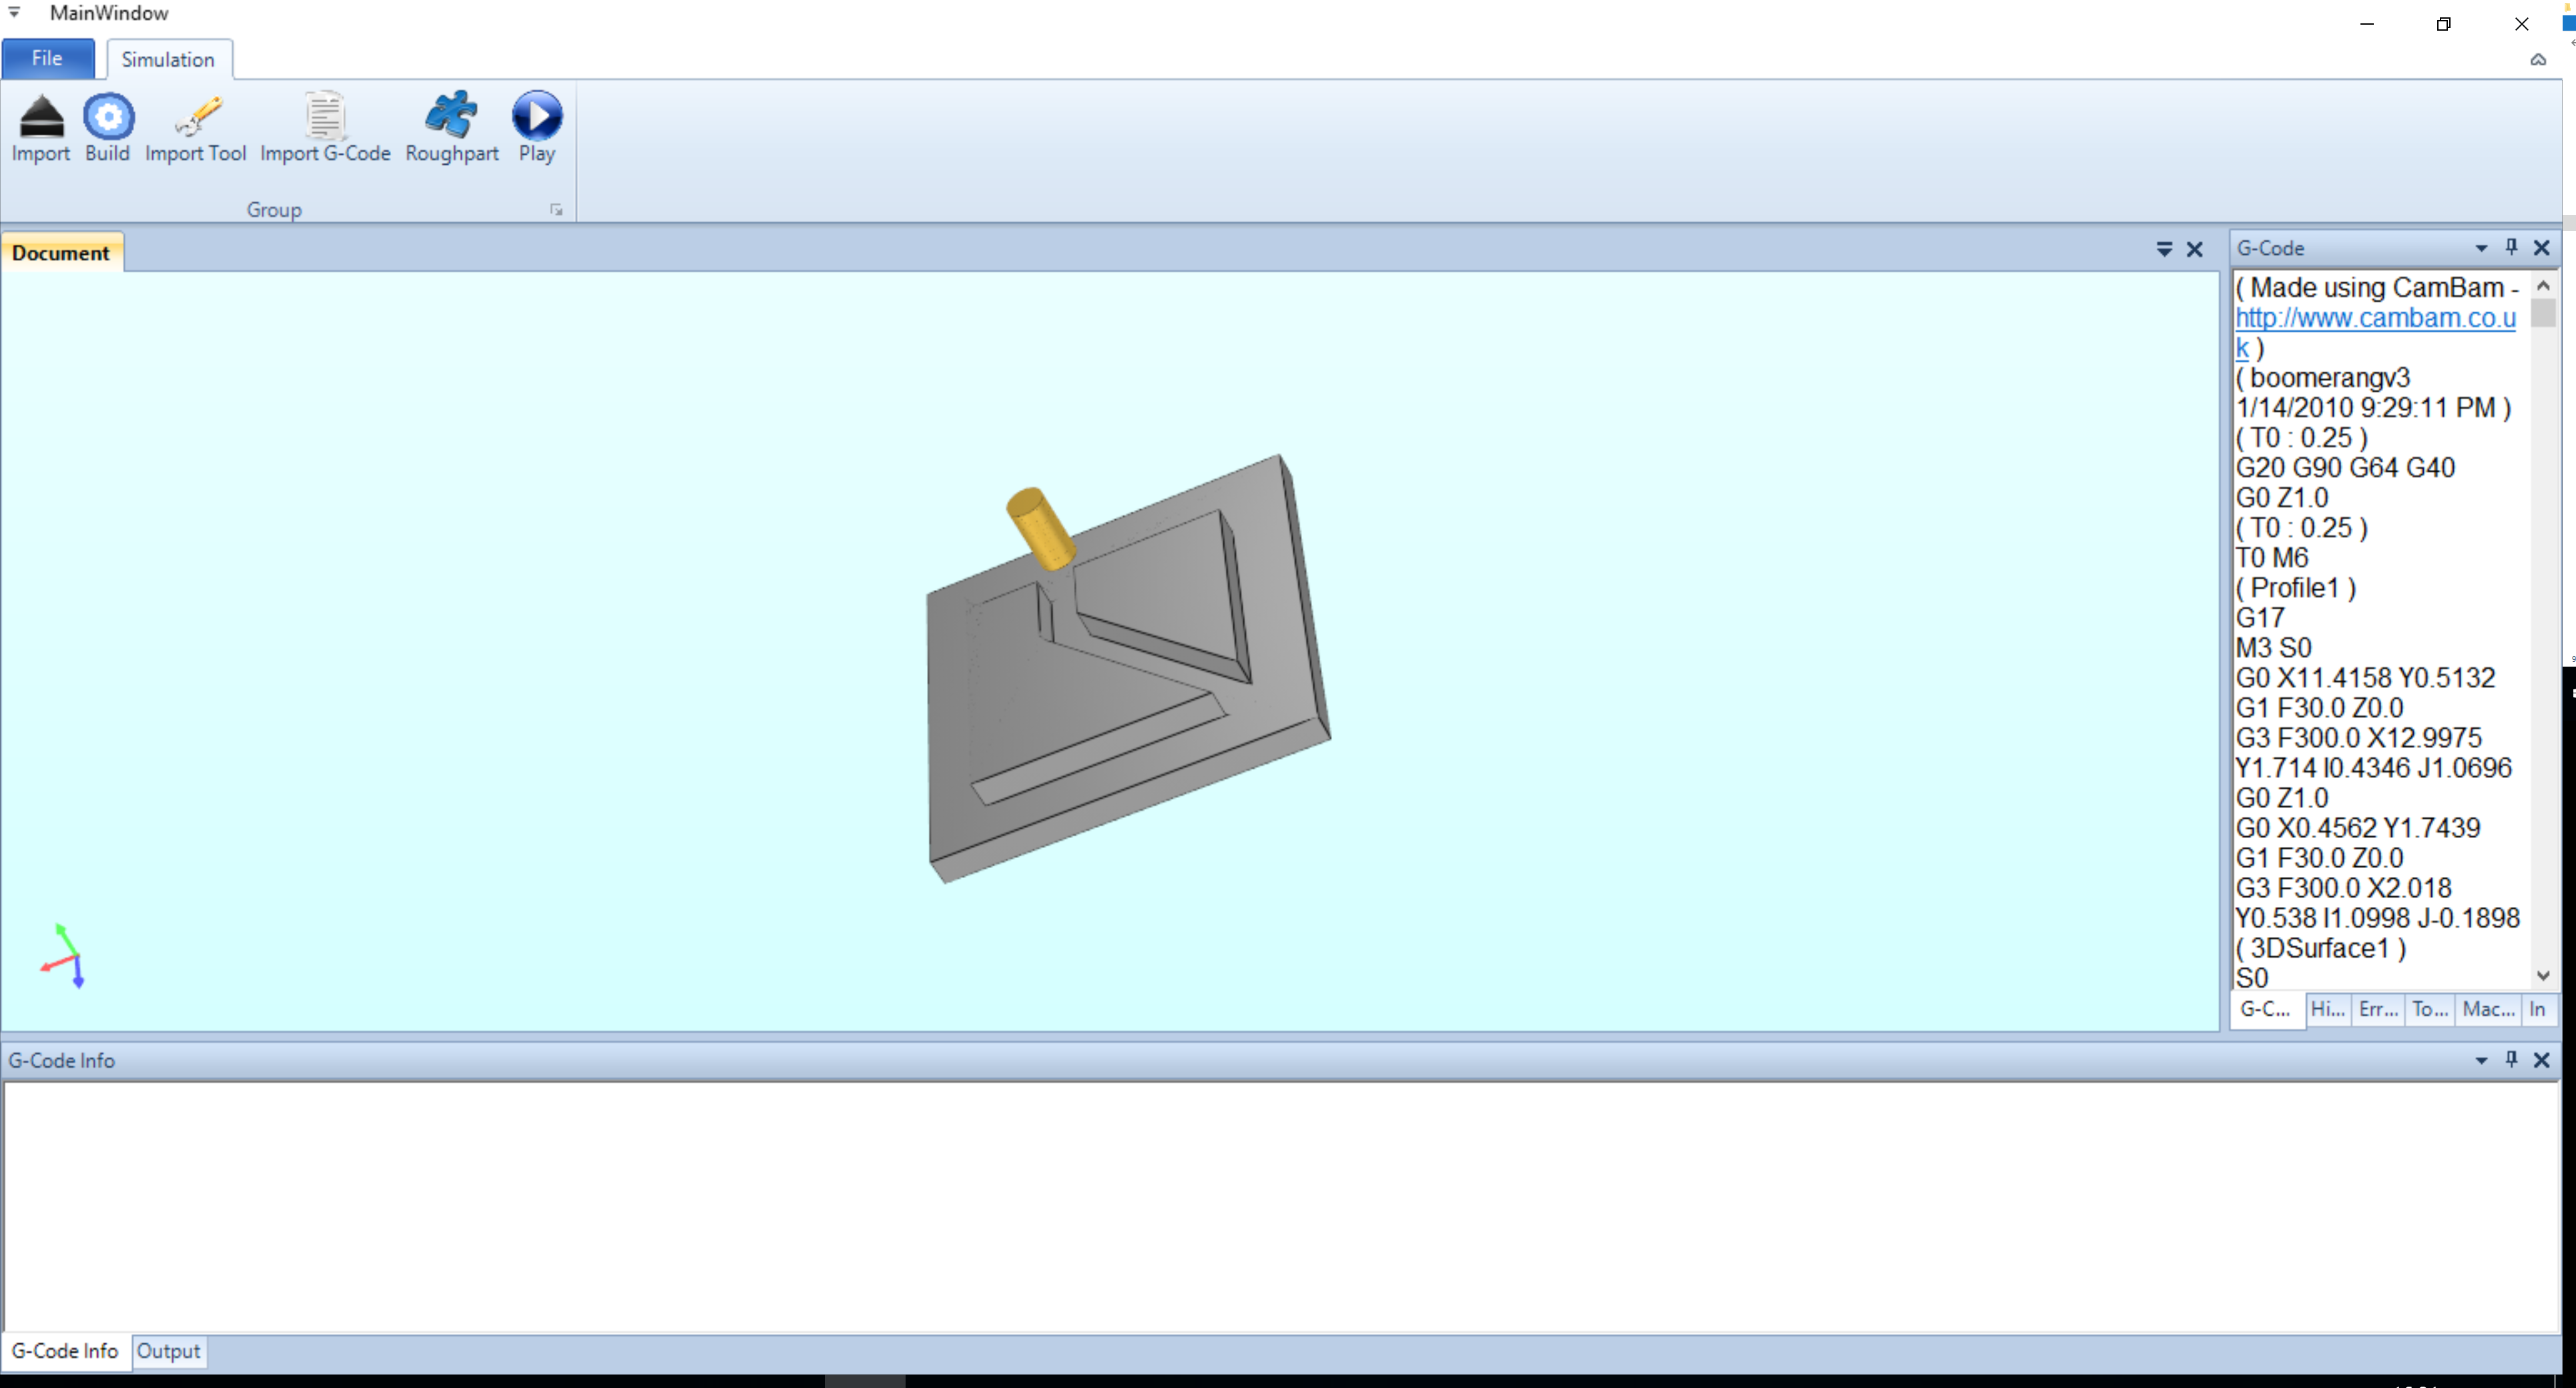 MainWindow
File Simulation
Import Build Import Tool Import G-Code Roughpart Play
Group
Document
G-Code
( Made using CamBam -
http://www.cambam.co.u
k )
( boomerangv3
1/14/2010 9:29:11 PM )
( T0 : 0.25 )
G20 G90 G64 G40
G0 Z1.0
( T0 : 0.25 )
T0 M6
( Profile1 )
G17
M3 S0
G0 X11.4158 Y0.5132
G1 F30.0 Z0.0
G3 F300.0 X12.9975
Y1.714 I0.4346 J1.0696
G0 Z1.0
G0 X0.4562 Y1.7439
G1 F30.0 Z0.0
G3 F300.0 X2.018
Y0.538 I1.0998 J-0.1898
( 3DSurface1 )
S0
G-C... Hi... Err... To... Mac... In
G-Code Info
G-Code Info Output